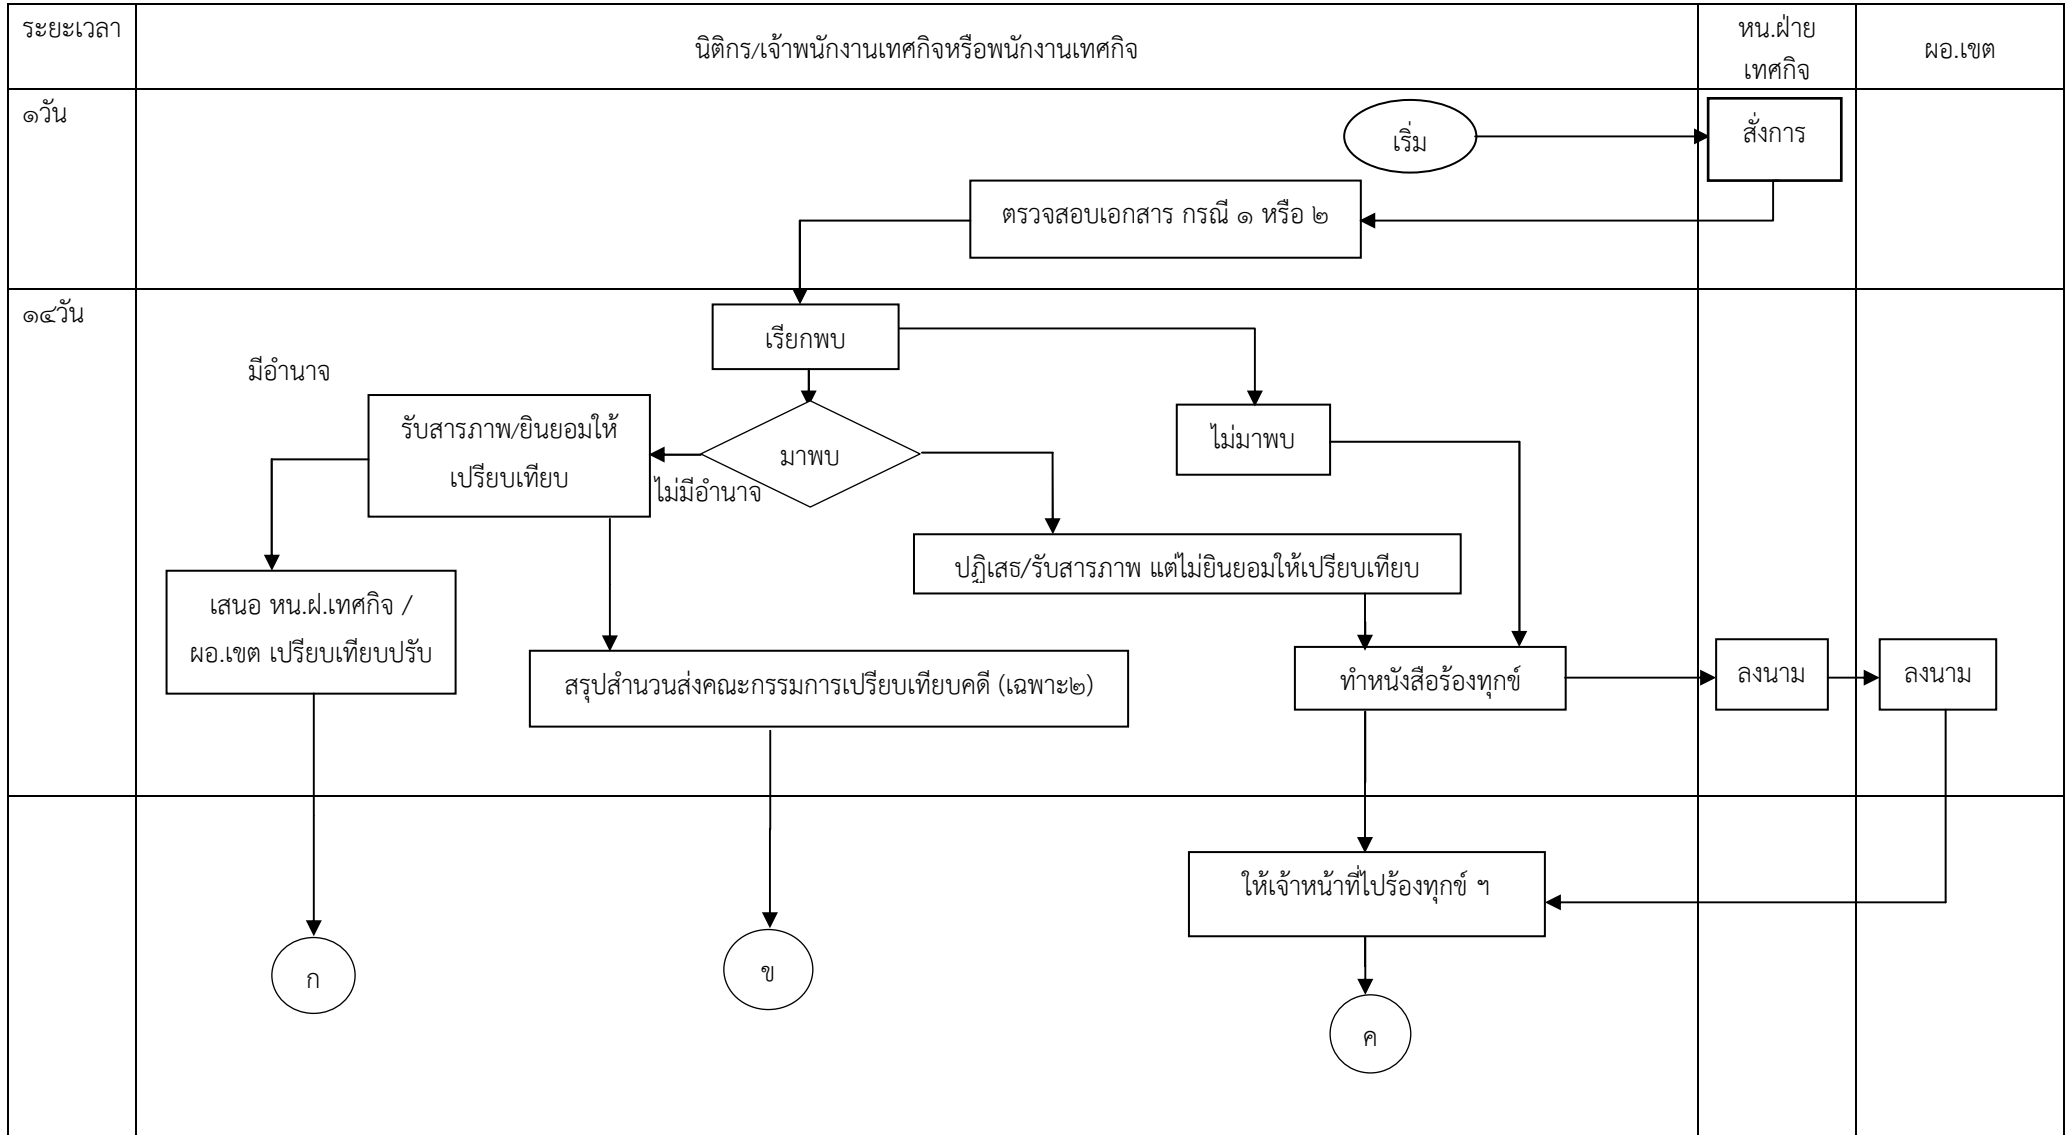 ระยะเวลา
นิติกร/เจ้าพนักงานเทศกิจหรือพนักงานเทศกิจ
หน.ฝ่าย
เทศกิจ
ผอ.เขต
๑วัน
เริ่ม
สั่งการ
ตรวจสอบเอกสาร กรณี ๑ หรือ ๒
๑๔วัน
เรียกพบ
มีอำนาจ
รับสารภาพ/ยินยอมให้
เปรียบเทียบ
มาพบ
ไม่มาพบ
ไม่มีอำนาจ
ปฏิเสธ/รับสารภาพ แต่ไม่ยินยอมให้เปรียบเทียบ
เสนอ หน.ฝ.เทศกิจ /
ผอ.เขต เปรียบเทียบปรับ
สรุปสำนวนส่งคณะกรรมการเปรียบเทียบคดี (เฉพาะ๒)
ทำหนังสือร้องทุกข์
ลงนาม
ลงนาม
ให้เจ้าหน้าที่ไปร้องทุกข์ ฯ
ก
ข
ค